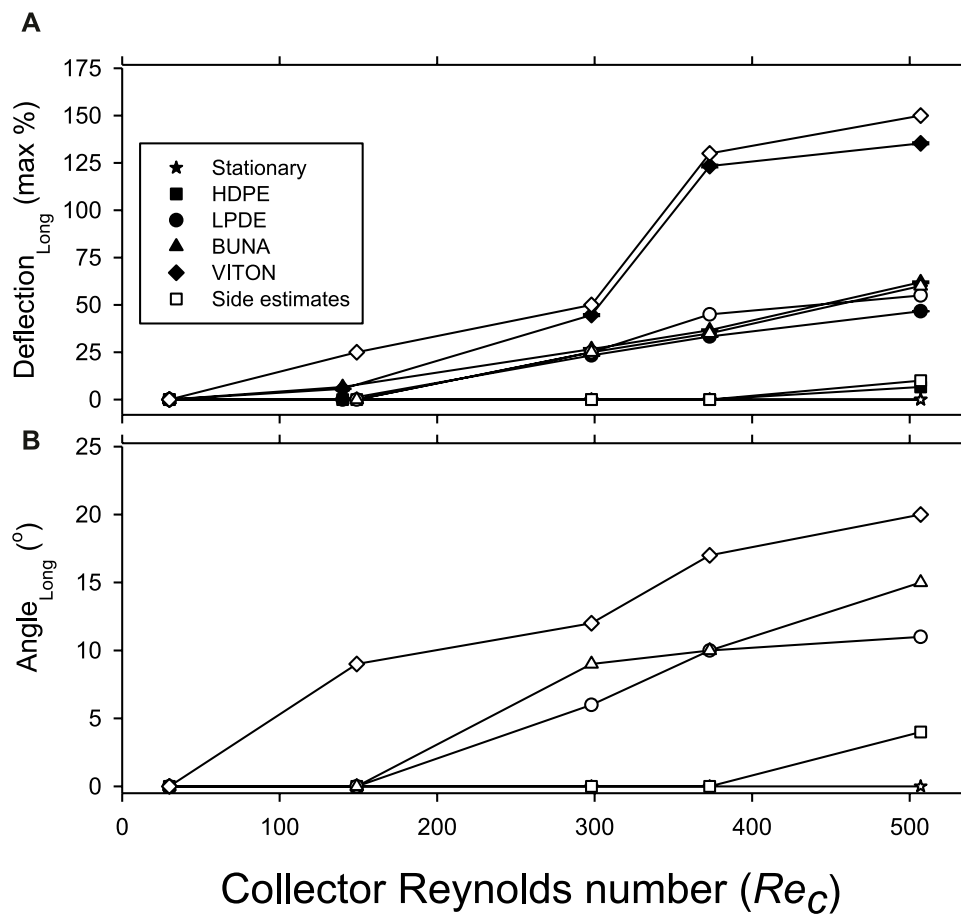 A
175
150
125
100
75
50
25
0
Deflection_Long (max %)
Stationary
HDPE
LPDE
BUNA
VITON
Side estimates
B
25
20
15
10
5
0
Angle_Long (°)
0 100 200 300 400 500
Collector Reynolds number (Re_C)